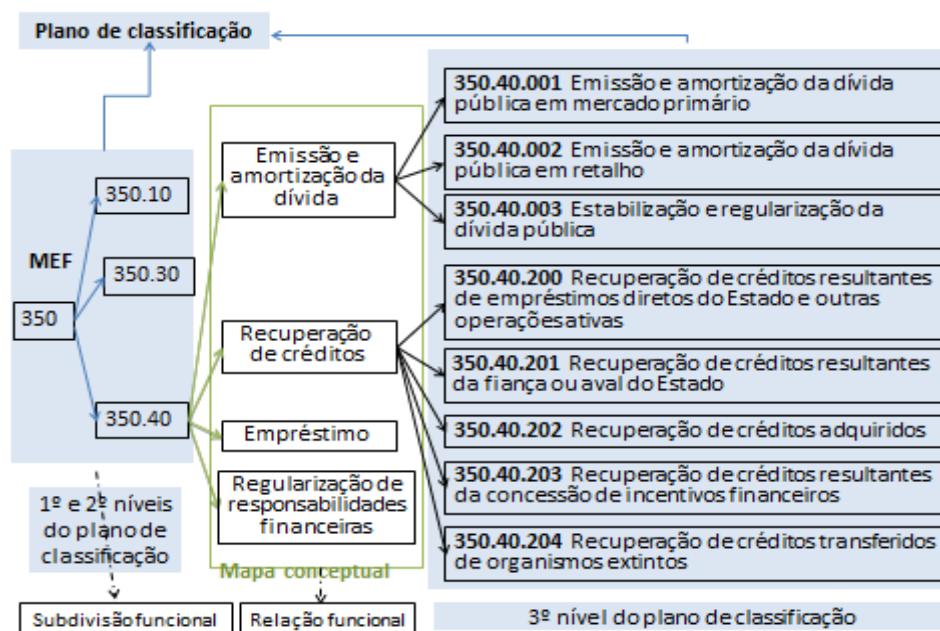 Plano de classificação
MEF
350
350.10
350.30
350.40
1º e 2º níveis
do plano de
classificação
Subdivisão funcional
Emissão e
amortização da
dívida
Recuperação
de créditos
Empréstimo
Regularização de
responsabilidades
financeiras
Mapa conceptual
Relação funcional
350.40.001 Emissão e amortização da dívida
pública em mercado primário
350.40.002 Emissão e amortização da dívida
pública em retalho
350.40.003 Estabilização e regularização da
dívida pública
350.40.200 Recuperação de créditos resultantes
de empréstimos diretos do Estado e outras
operações ativas
350.40.201 Recuperação de créditos resultantes
da fiança ou aval do Estado
350.40.202 Recuperação de créditos adquiridos
350.40.203 Recuperação de créditos resultantes
da concessão de incentivos financeiros
350.40.204 Recuperação de créditos transferidos
de organismos extintos
3º nível do plano de classificação